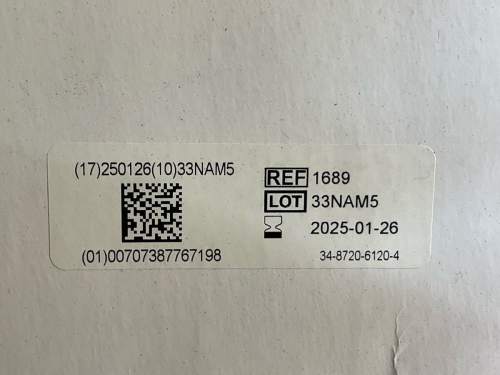 (17)250126(10)33NAM5
(01)00707387767198
REF 1689
LOT 33NAM5
2025-01-26
34-8720-6120-4